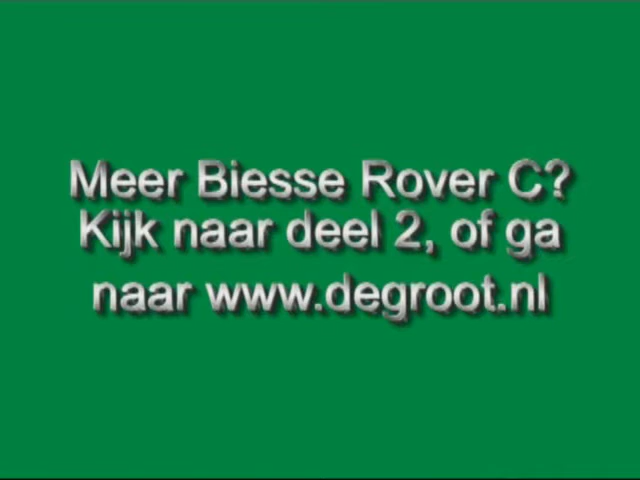 Meer Biesse Rover C?
Kijk naar deel 2, of ga
naar www.degroot.nl